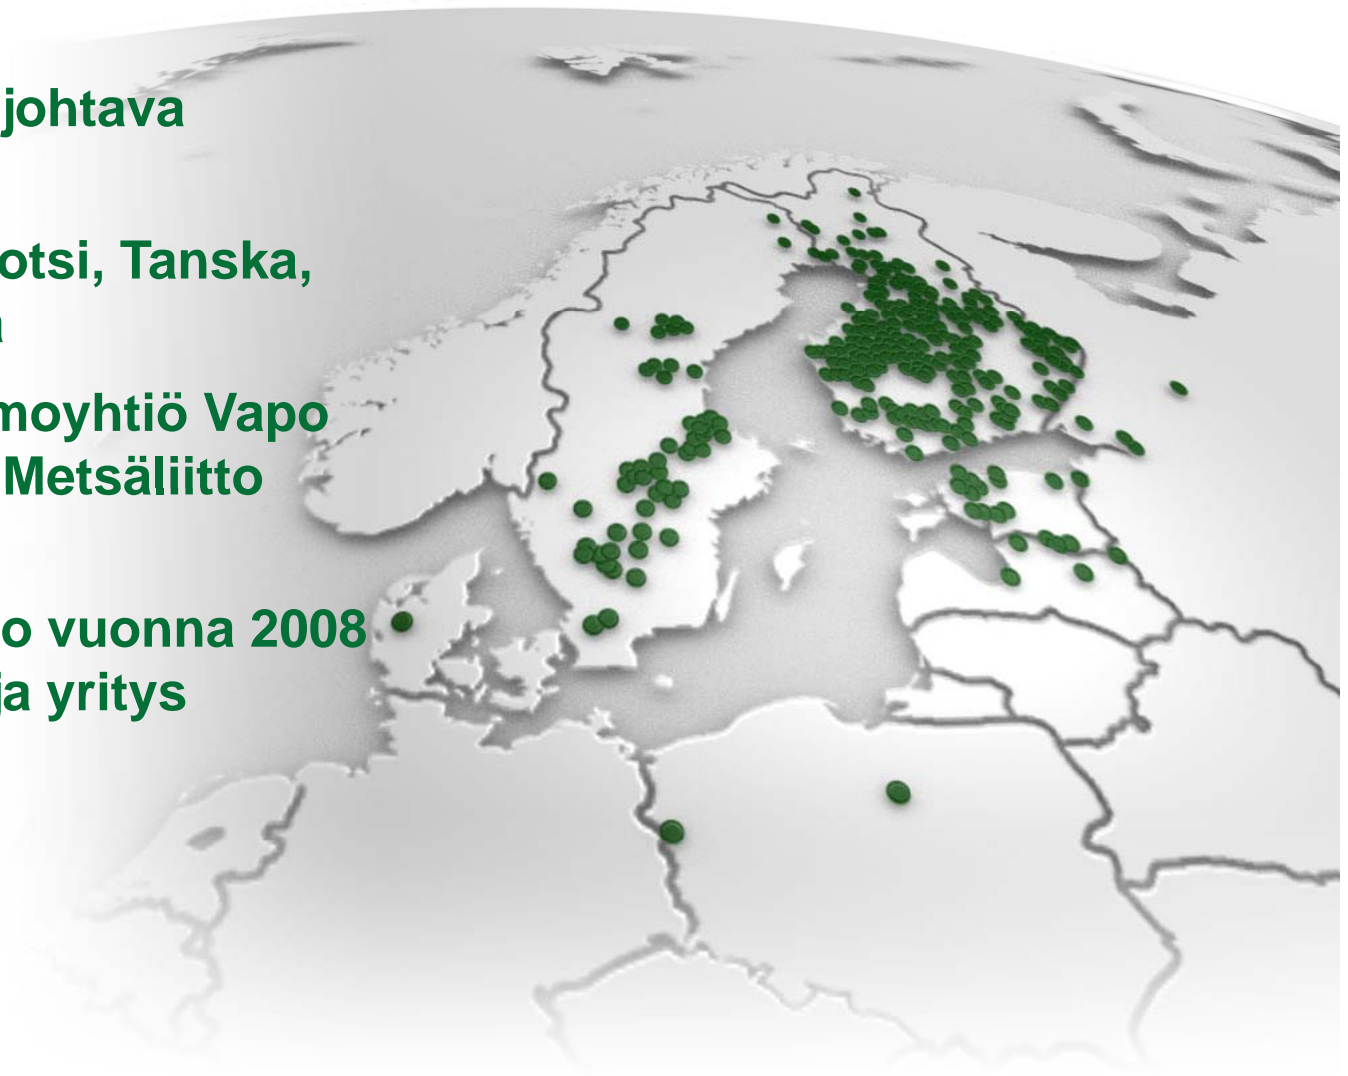 johtava
otsi, Tanska,
moyhtiö Vapo
Metsäliitto
o vuonna 2008
ja yritys